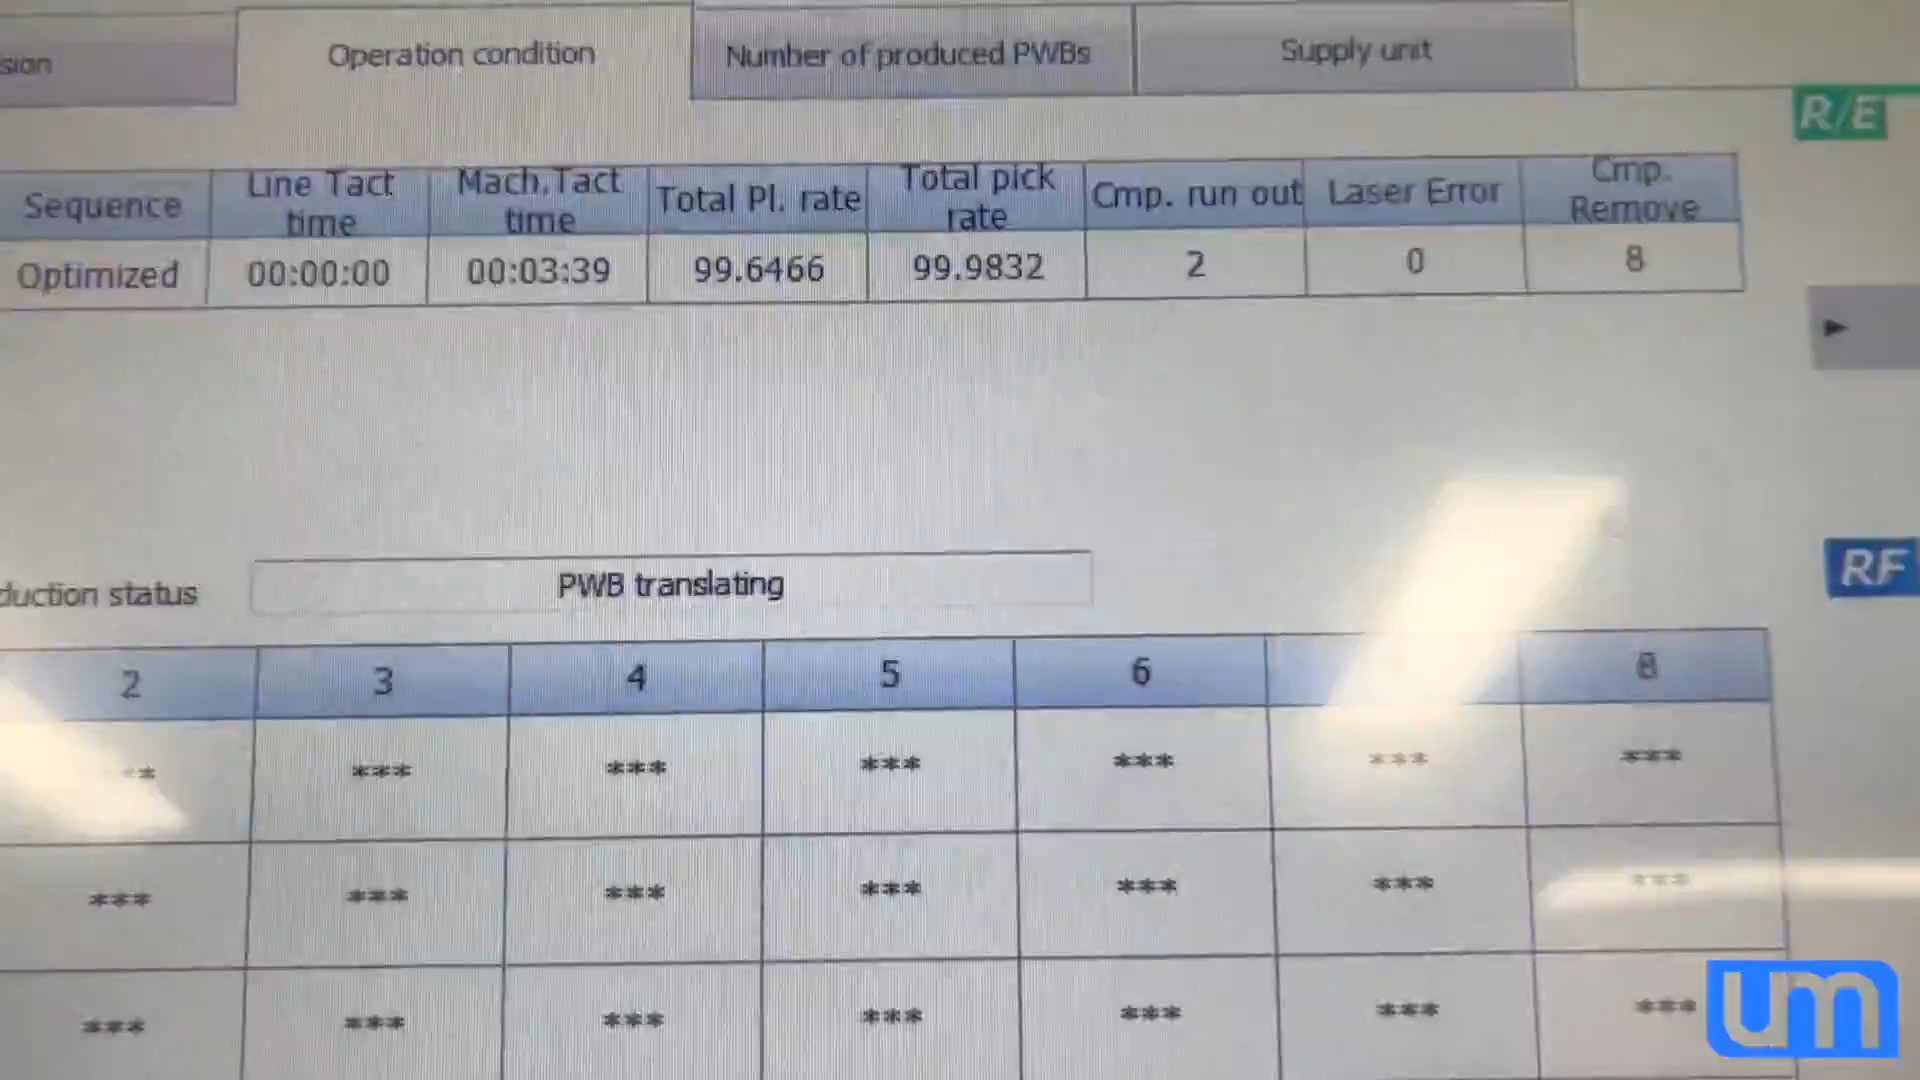 sion Operation condition Number of produced PWBs Supply unit
R/E
Sequence Line Tact time Mach.Tact time Total Pl. rate Total pick rate Cmp. run out Laser Error Cmp. Remove
Optimized 00:00:00 00:03:39 99.6466 99.9832 2 0 8
duction status PWB translating
RF
2 3 4 5 6 8
** *** *** *** *** *** ***
*** *** *** *** *** *** ***
*** *** *** *** *** *** ***
um